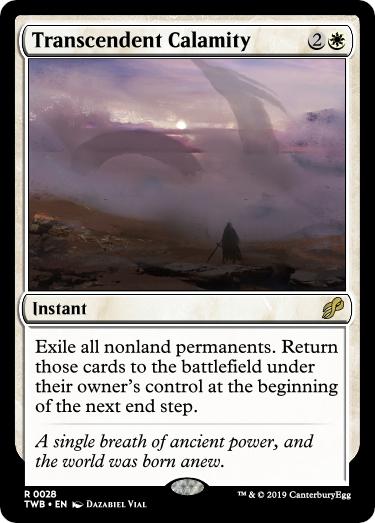 Transcendent Calamity 2
Instant
Exile all nonland permanents. Return
those cards to the battlefield under
their owner's control at the beginning
of the next end step.
A single breath of ancient power, and
the world was born anew.
R 0028
TWB • EN Dazabiel Vial
™ & © 2019 CanterburyEgg